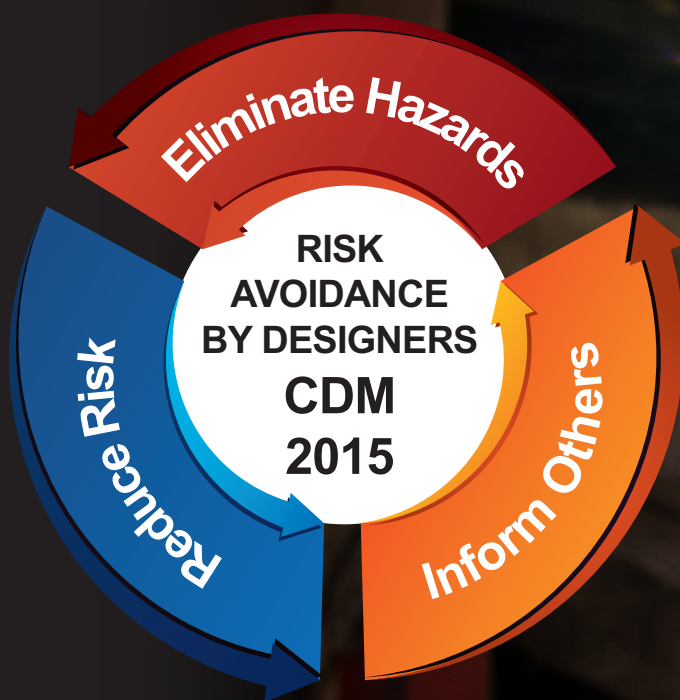 Eliminate Hazards
RISK
AVOIDANCE
BY DESIGNERS
CDM
2015
Reduce Risk
Inform Others